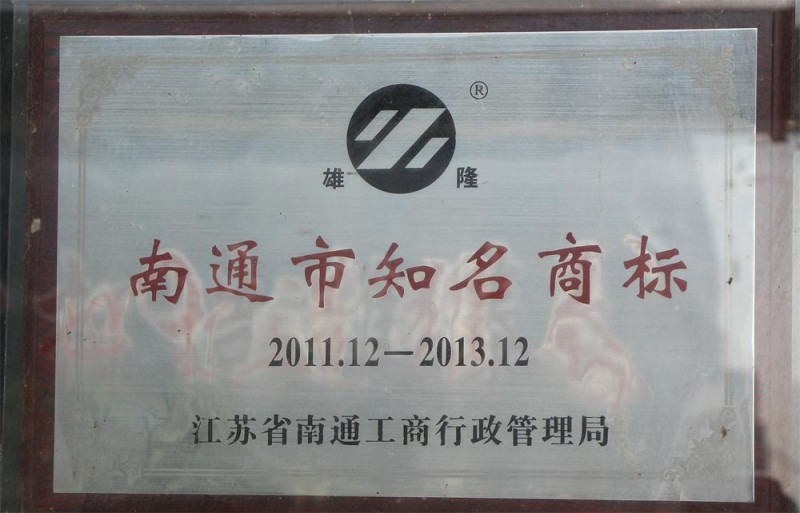 ®
雄 隆
南通市知名商标
2011.12—2013.12
江苏省南通工商行政管理局